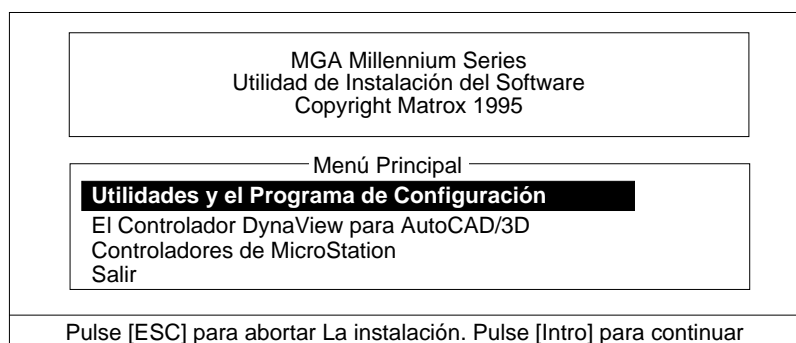 MGA Millennium Series
Utilidad de Instalación del Software
Copyright Matrox 1995
Menú Principal
Utilidades y el Programa de Configuración
El Controlador DynaView para AutoCAD/3D
Controladores de MicroStation
Salir
Pulse [ESC] para abortar La instalación. Pulse [Intro] para continuar